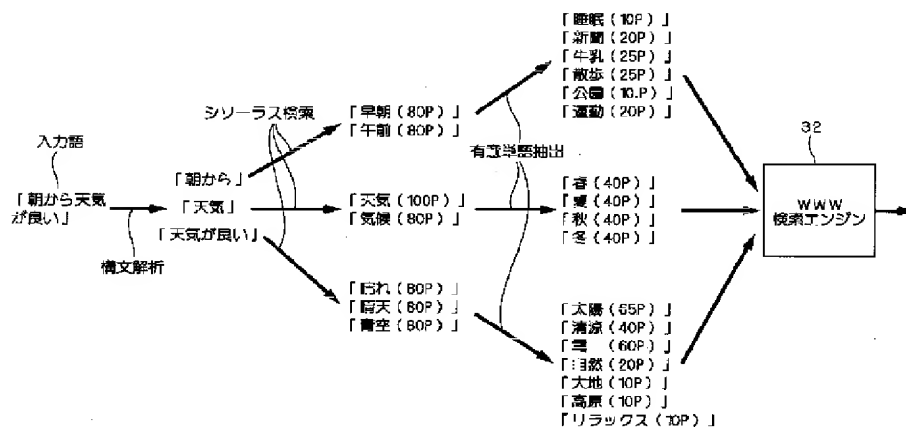 入力語
「朝から天気
が良い」
構文解析
シソーラス検索
「朝から」
「天気」
「天気が良い」
「早朝(80P)」
「午前(80P)」
「天気(100P)」
「気候(80P)」
「晴れ(80P)」
「晴天(80P)」
「青空(80P)」
有意単語抽出
「睡眠(10P)」
「新聞(20P)」
「牛乳(25P)」
「散歩(25P)」
「公園(10.P)」
「運動(20P)」
「春(40P)」
「夏(40P)」
「秋(40P)」
「冬(40P)」
「太陽(65P)」
「清涼(40P)」
「雲 (60P)」
「自然(20P)」
「大地(10P)」
「高原(10P)」
「リラックス(10P)」
32
WWW
検索エンジン